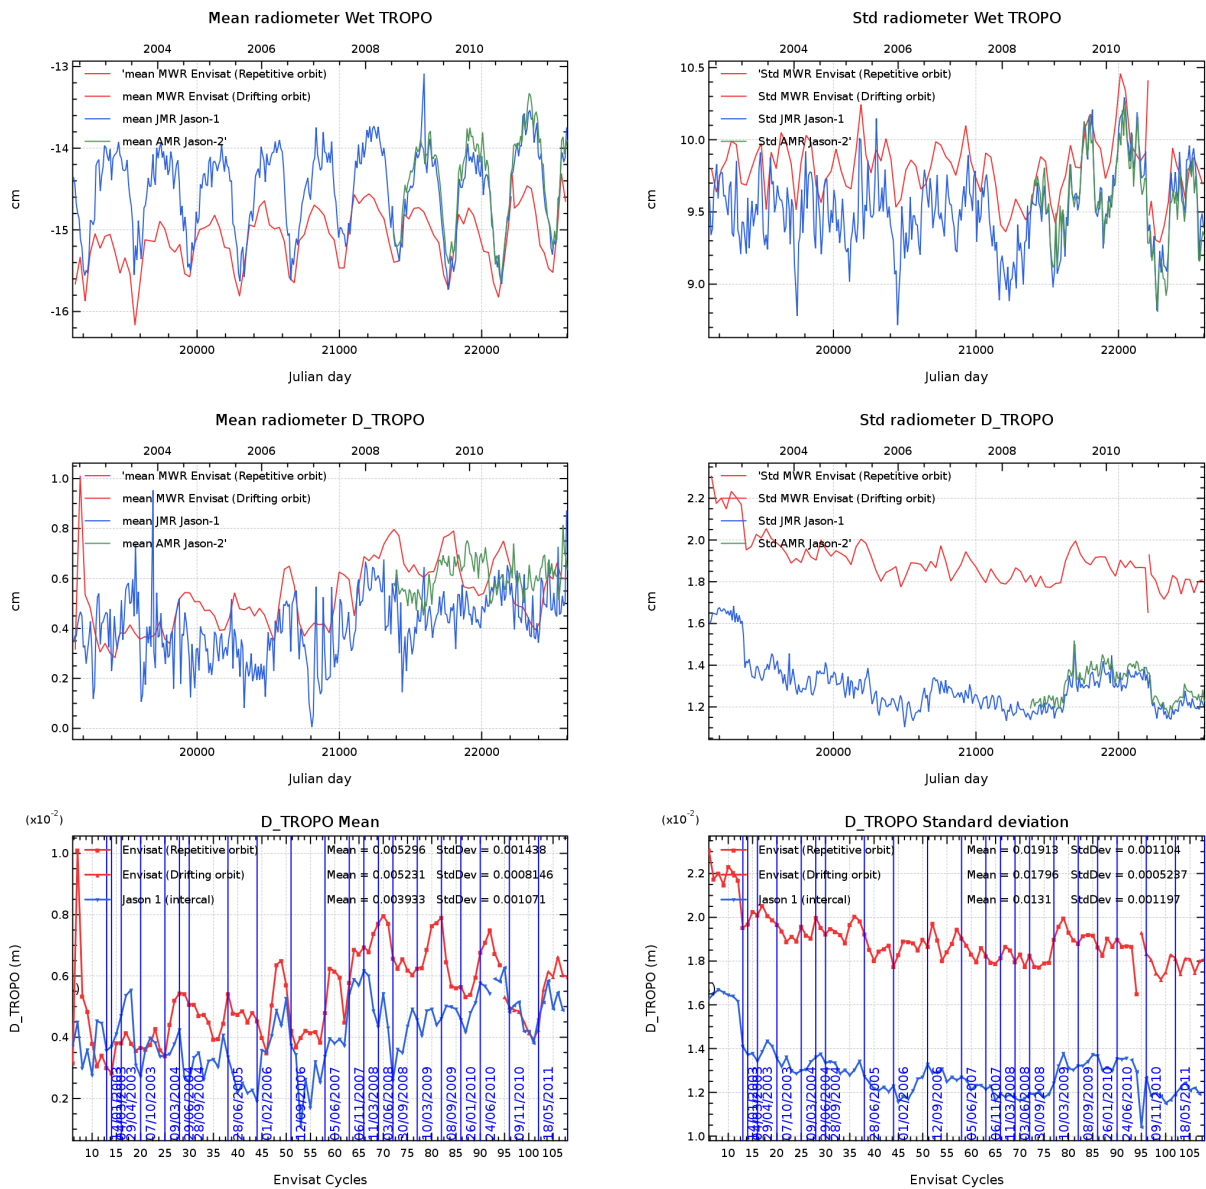 Mean radiometer Wet TROPO
2004 2006 2008 2010
-13
-14
-15
-16
cm
'mean MWR Envisat (Repetitive orbit)
mean MWR Envisat (Drifting orbit)
mean JMR Jason-1
mean AMR Jason-2'
20000 21000 22000
Julian day
Std radiometer Wet TROPO
2004 2006 2008 2010
10.5
10.0
9.5
9.0
cm
'Std MWR Envisat (Repetitive orbit)
Std MWR Envisat (Drifting orbit)
Std JMR Jason-1
Std AMR Jason-2'
20000 21000 22000
Julian day
Mean radiometer D_TROPO
2004 2006 2008 2010
1.0
0.8
0.6
0.4
0.2
0.0
cm
'mean MWR Envisat (Repetitive orbit)
mean MWR Envisat (Drifting orbit)
mean JMR Jason-1
mean AMR Jason-2'
20000 21000 22000
Julian day
Std radiometer D_TROPO
2004 2006 2008 2010
2.2
2.0
1.8
1.6
1.4
1.2
cm
'Std MWR Envisat (Repetitive orbit)
Std MWR Envisat (Drifting orbit)
Std JMR Jason-1
Std AMR Jason-2'
20000 21000 22000
Julian day
D_TROPO Mean
(x10⁻²)
1.0
0.8
0.6
0.4
0.2
D_TROPO (m)
Envisat (Repetitive orbit) Mean = 0.005296 StdDev = 0.001438
Envisat (Drifting orbit) Mean = 0.005231 StdDev = 0.0008146
Jason 1 (intercal) Mean = 0.003933 StdDev = 0.001071
29/04/2003
07/10/2003
09/03/2004
28/09/2004
28/06/2005
01/02/2006
12/09/2006
05/06/2007
06/11/2007
11/03/2008
03/06/2008
30/09/2008
10/03/2009
08/09/2009
26/01/2010
24/06/2010
09/11/2010
18/05/2011
10 15 20 25 30 35 40 45 50 55 60 65 70 75 80 85 90 95 100 105
Envisat Cycles
D_TROPO Standard deviation
(x10⁻²)
2.2
2.0
1.8
1.6
1.4
1.2
1.0
D_TROPO (m)
Envisat (Repetitive orbit) Mean = 0.01913 StdDev = 0.001104
Envisat (Drifting orbit) Mean = 0.01796 StdDev = 0.0005237
Jason 1 (intercal) Mean = 0.0131 StdDev = 0.001197
29/04/2003
07/10/2003
09/03/2004
29/06/2004
28/09/2004
28/06/2005
01/02/2006
12/09/2006
05/06/2007
06/11/2007
11/03/2008
03/06/2008
30/09/2008
10/03/2009
08/09/2009
26/01/2010
24/06/2010
09/11/2010
18/05/2011
10 15 20 25 30 35 40 45 50 55 60 65 70 75 80 85 90 95 100 105
Envisat Cycles